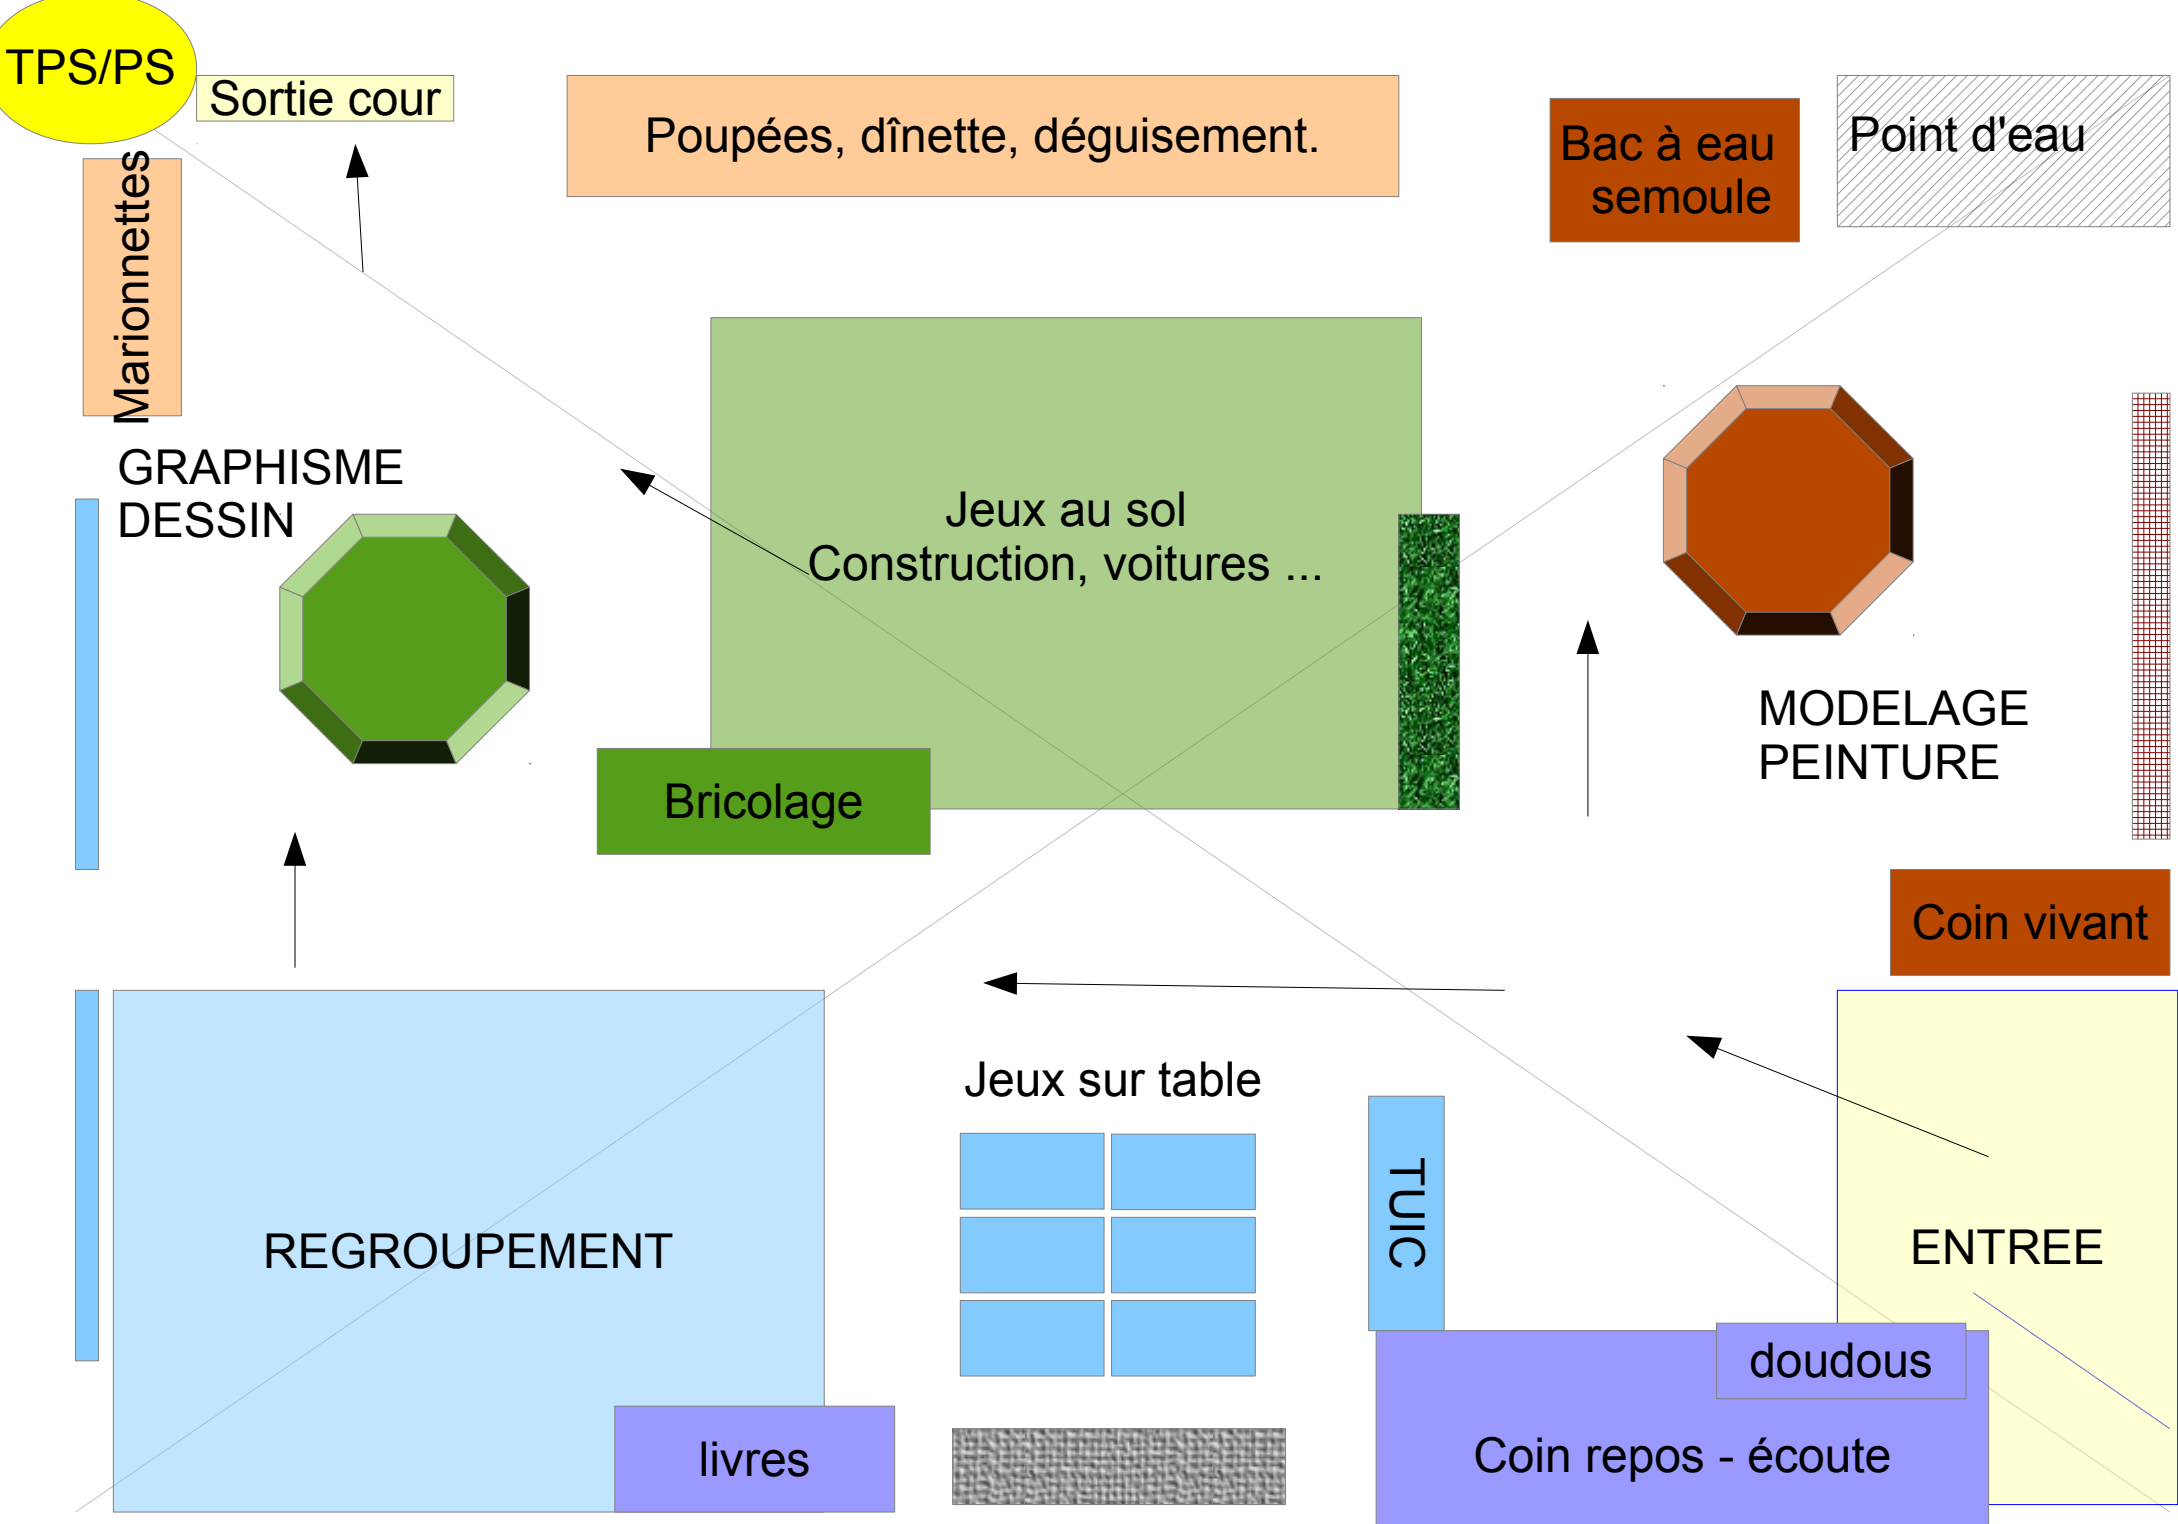 TPS/PS
Sortie cour
Poupées, dînette, déguisement.
Bac à eau
semoule
Point d'eau
Marionnettes
GRAPHISME
DESSIN
Jeux au sol
Construction, voitures ...
MODELAGE
PEINTURE
Bricolage
Coin vivant
Jeux sur table
TUIC
REGROUPEMENT
ENTREE
doudous
livres
Coin repos - écoute